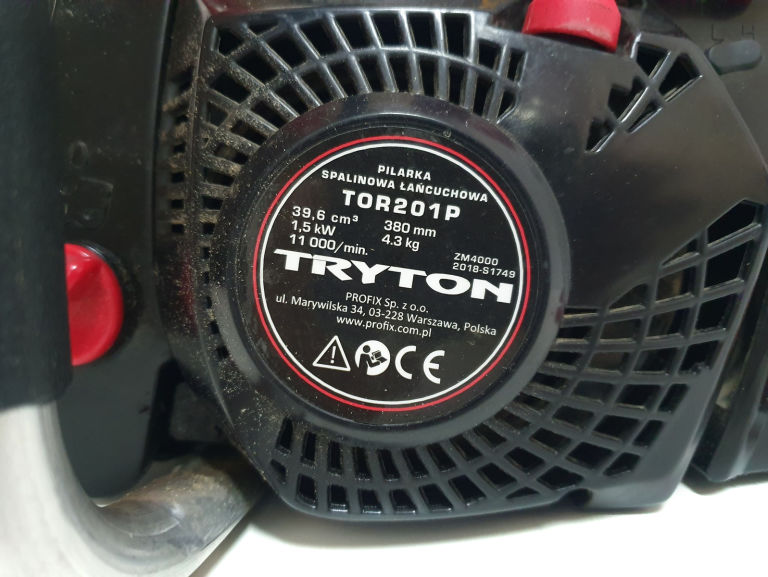 PILARKA
SPALINOWA ŁAŃCUCHOWA
TOR201P
39,6 cm³ 380 mm
1,5 kW 4.3 kg
11 000/min.
ZM4000
2018-S1749
TRYTON
PROFIX Sp. z o.o.
ul. Marywilska 34, 03-228 Warszawa, Polska
www.profix.com.pl
CE